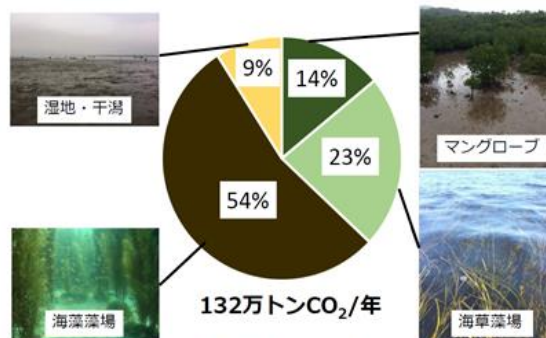 9%
14%
湿地・干潟
マングローブ
23%
54%
132万トンCO₂/年
海藻藻場
海草藻場